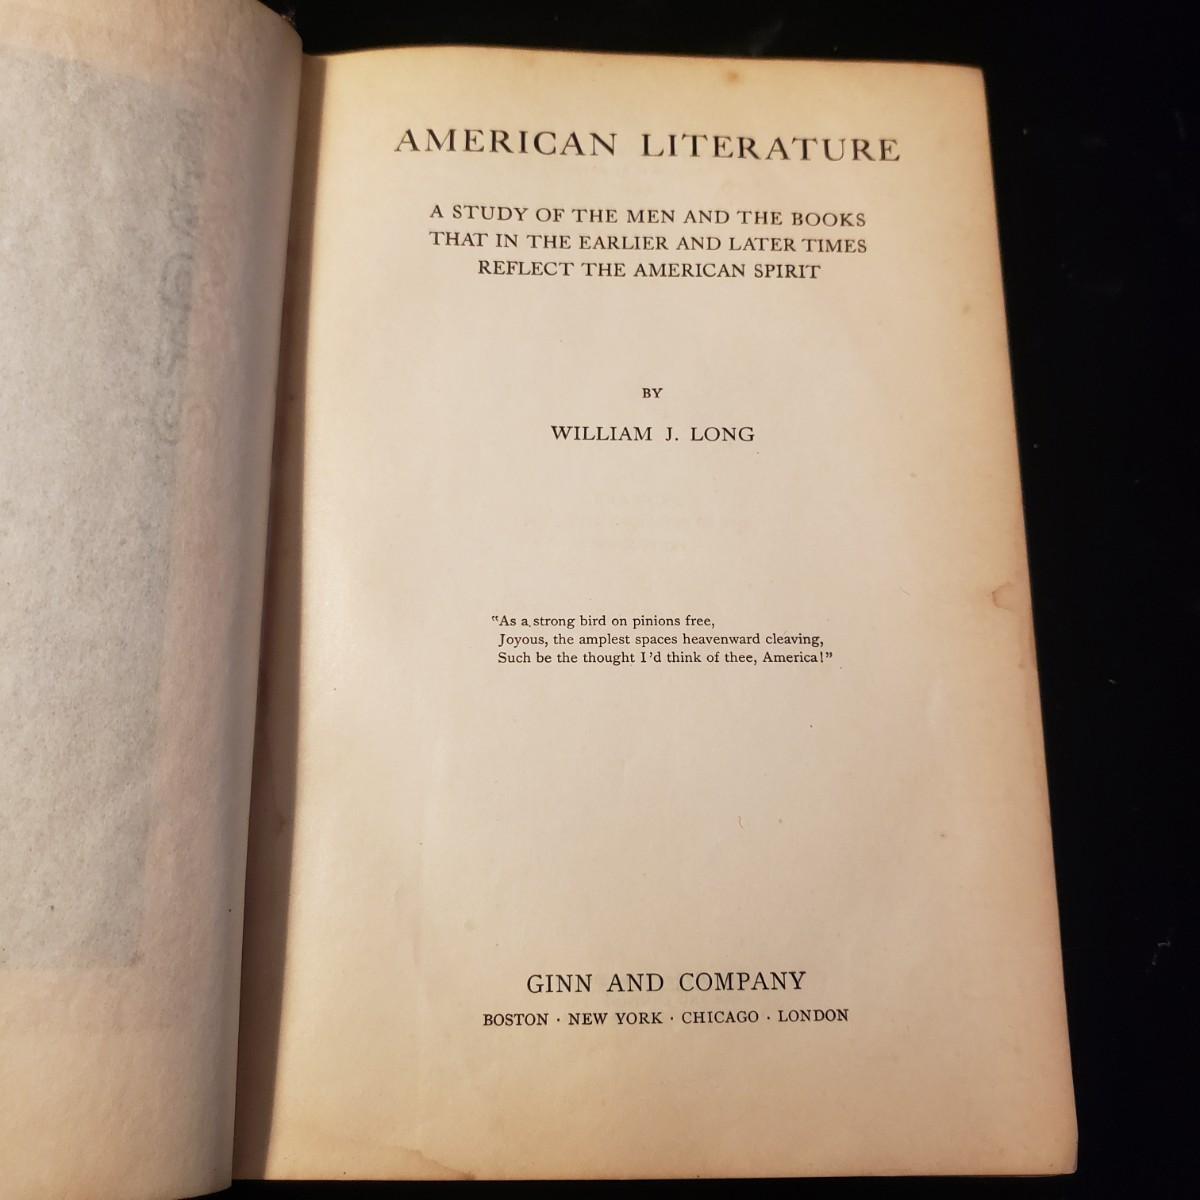 AMERICAN LITERATURE
A STUDY OF THE MEN AND THE BOOKS
THAT IN THE EARLIER AND LATER TIMES
REFLECT THE AMERICAN SPIRIT
BY
WILLIAM J. LONG
"As a strong bird on pinions free,
Joyous, the amplest spaces heavenward cleaving,
Such be the thought I'd think of thee, America!"
GINN AND COMPANY
BOSTON · NEW YORK · CHICAGO · LONDON